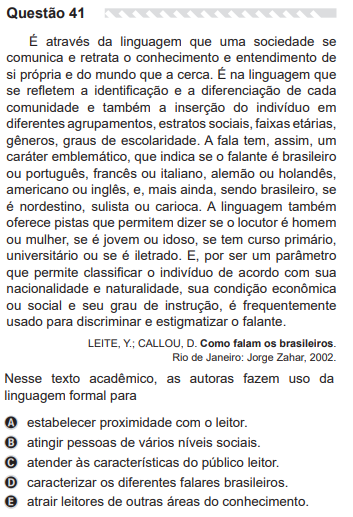 Questão 41
É através da linguagem que uma sociedade se
comunica e retrata o conhecimento e entendimento de
si própria e do mundo que a cerca. É na linguagem que
se refletem a identificação e a diferenciação de cada
comunidade e também a inserção do indivíduo em
diferentes agrupamentos, estratos sociais, faixas etárias,
gêneros, graus de escolaridade. A fala tem, assim, um
caráter emblemático, que indica se o falante é brasileiro
ou português, francês ou italiano, alemão ou holandês,
americano ou inglês, e, mais ainda, sendo brasileiro, se
é nordestino, sulista ou carioca. A linguagem também
oferece pistas que permitem dizer se o locutor é homem
ou mulher, se é jovem ou idoso, se tem curso primário,
universitário ou se é iletrado. E, por ser um parâmetro
que permite classificar o indivíduo de acordo com sua
nacionalidade e naturalidade, sua condição econômica
ou social e seu grau de instrução, é frequentemente
usado para discriminar e estigmatizar o falante.
LEITE, Y.; CALLOU, D. Como falam os brasileiros.
Rio de Janeiro: Jorge Zahar, 2002.
Nesse texto acadêmico, as autoras fazem uso da
linguagem formal para
A estabelecer proximidade com o leitor.
B atingir pessoas de vários níveis sociais.
C atender às características do público leitor.
D caracterizar os diferentes falares brasileiros.
E atrair leitores de outras áreas do conhecimento.